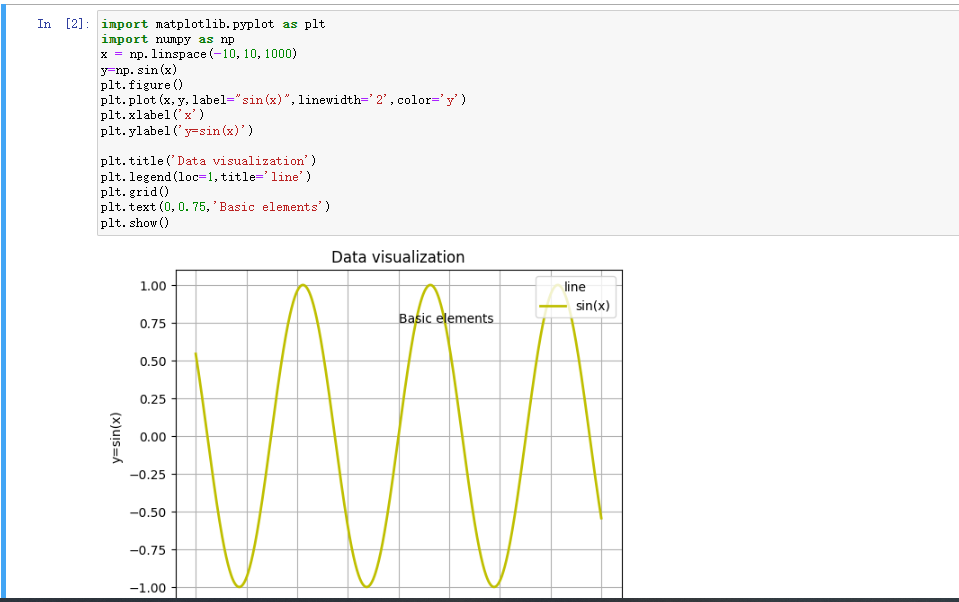 In [2]: import matplotlib.pyplot as plt
import numpy as np
x = np.linspace(-10,10,1000)
y=np.sin(x)
plt.figure()
plt.plot(x,y,label="sin(x)",linewidth='2',color='y')
plt.xlabel('x')
plt.ylabel('y=sin(x)')
plt.title('Data visualization')
plt.legend(loc=1,title='line')
plt.grid()
plt.text(0,0.75,'Basic elements')
plt.show()
Data visualization
line
sin(x)
Basic elements
1.00
0.75
0.50
0.25
0.00
−0.25
−0.50
−0.75
−1.00
y=sin(x)